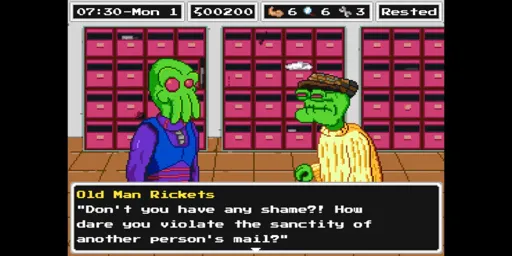 07:30-Mon 1 ζ00200 6 6 3 Rested
Old Man Rickets
"Don't you have any shame?! How
dare you violate the sanctity of
another person's mail?"